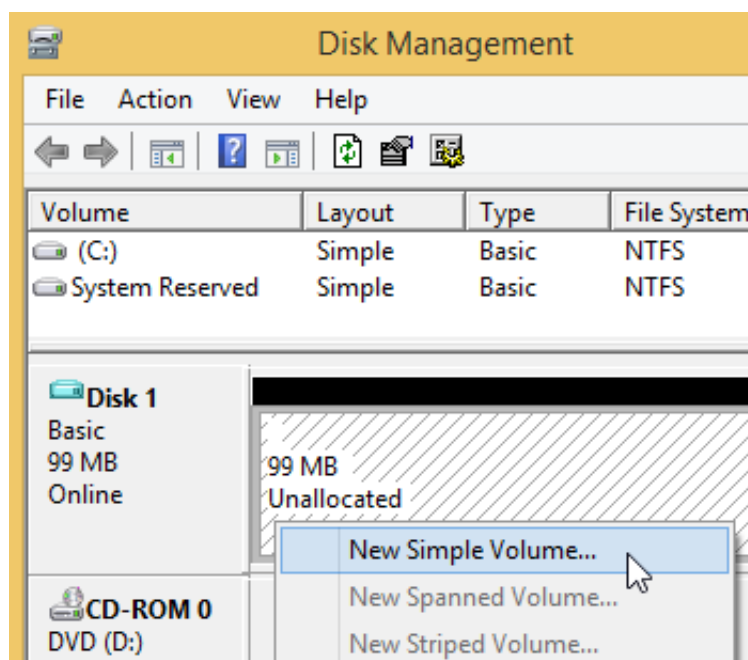 Disk Management
File Action View Help
Volume Layout Type File System
(C:) Simple Basic NTFS
System Reserved Simple Basic NTFS
Disk 1
Basic
99 MB
Online
99 MB
Unallocated
New Simple Volume...
New Spanned Volume...
New Striped Volume...
CD-ROM 0
DVD (D:)